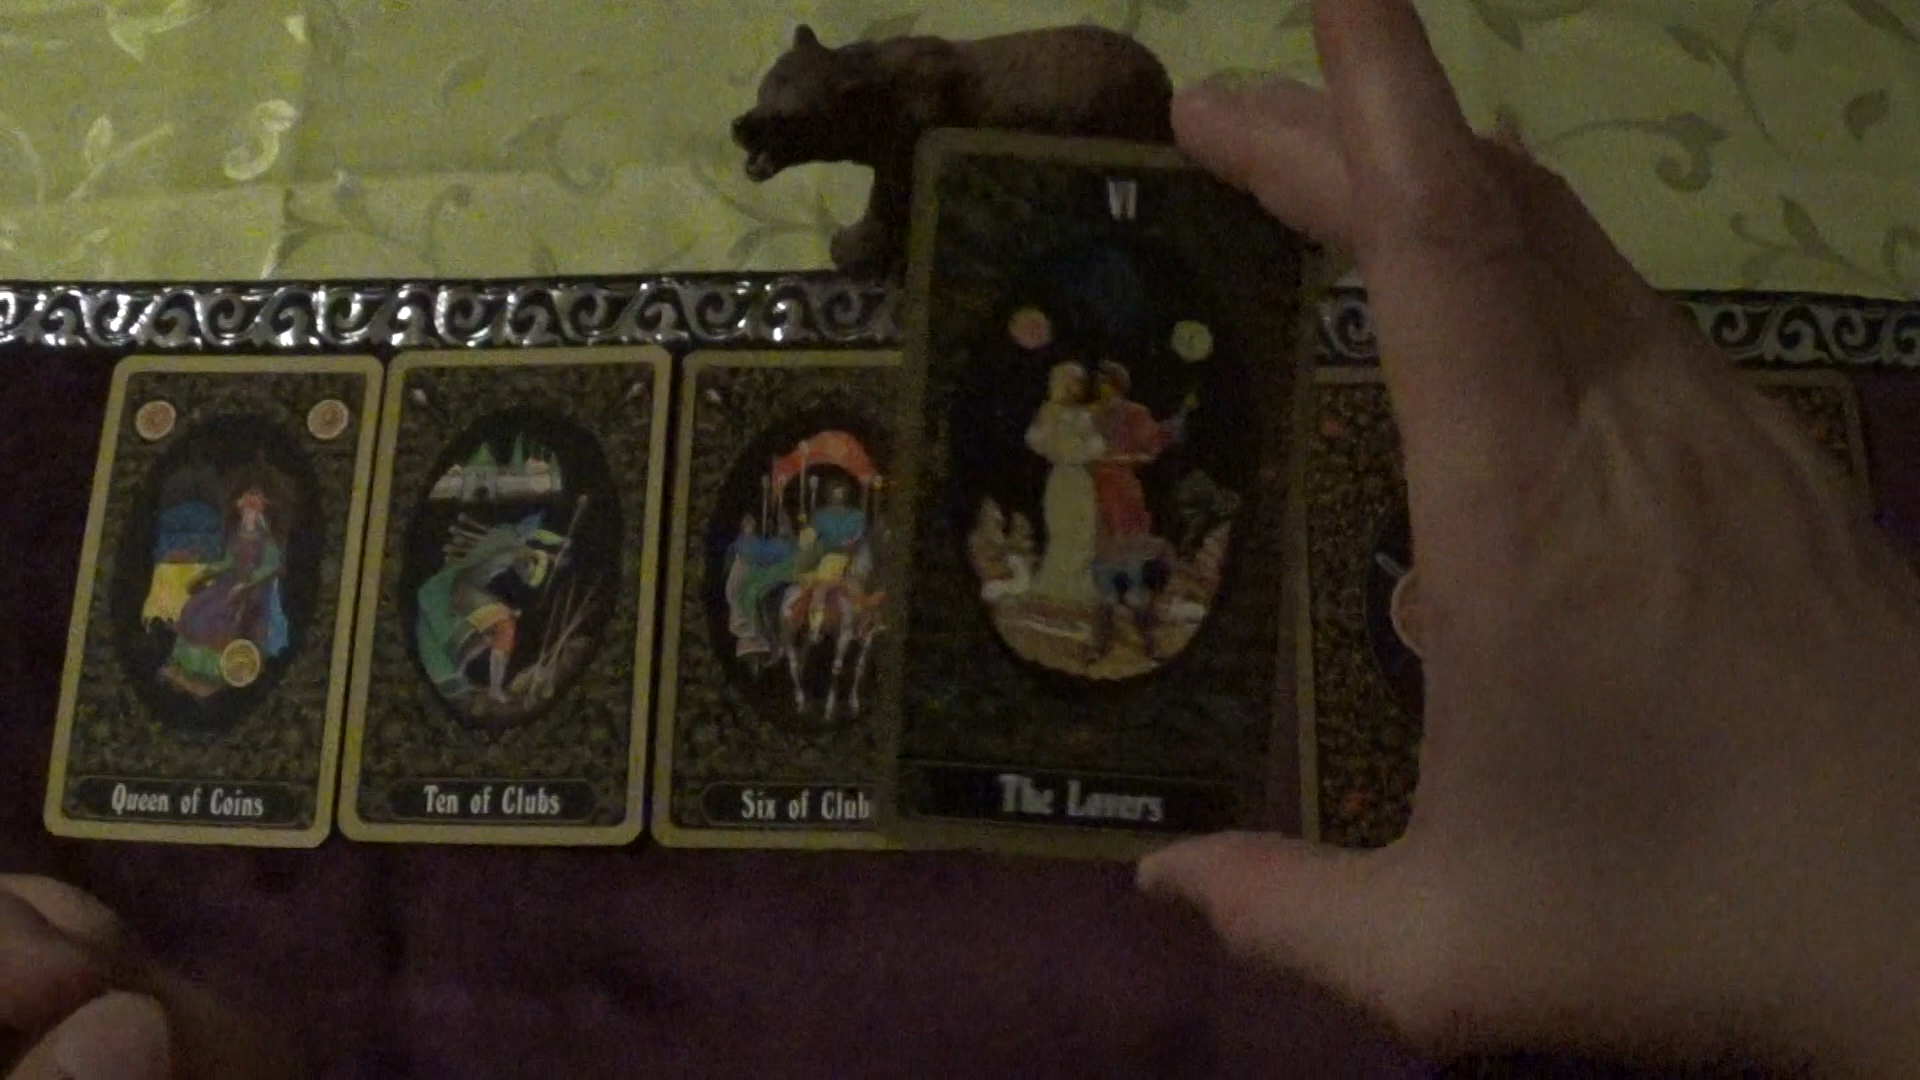 VI
Queen of Coins
Ten of Clubs
Six of Club
The Lovers